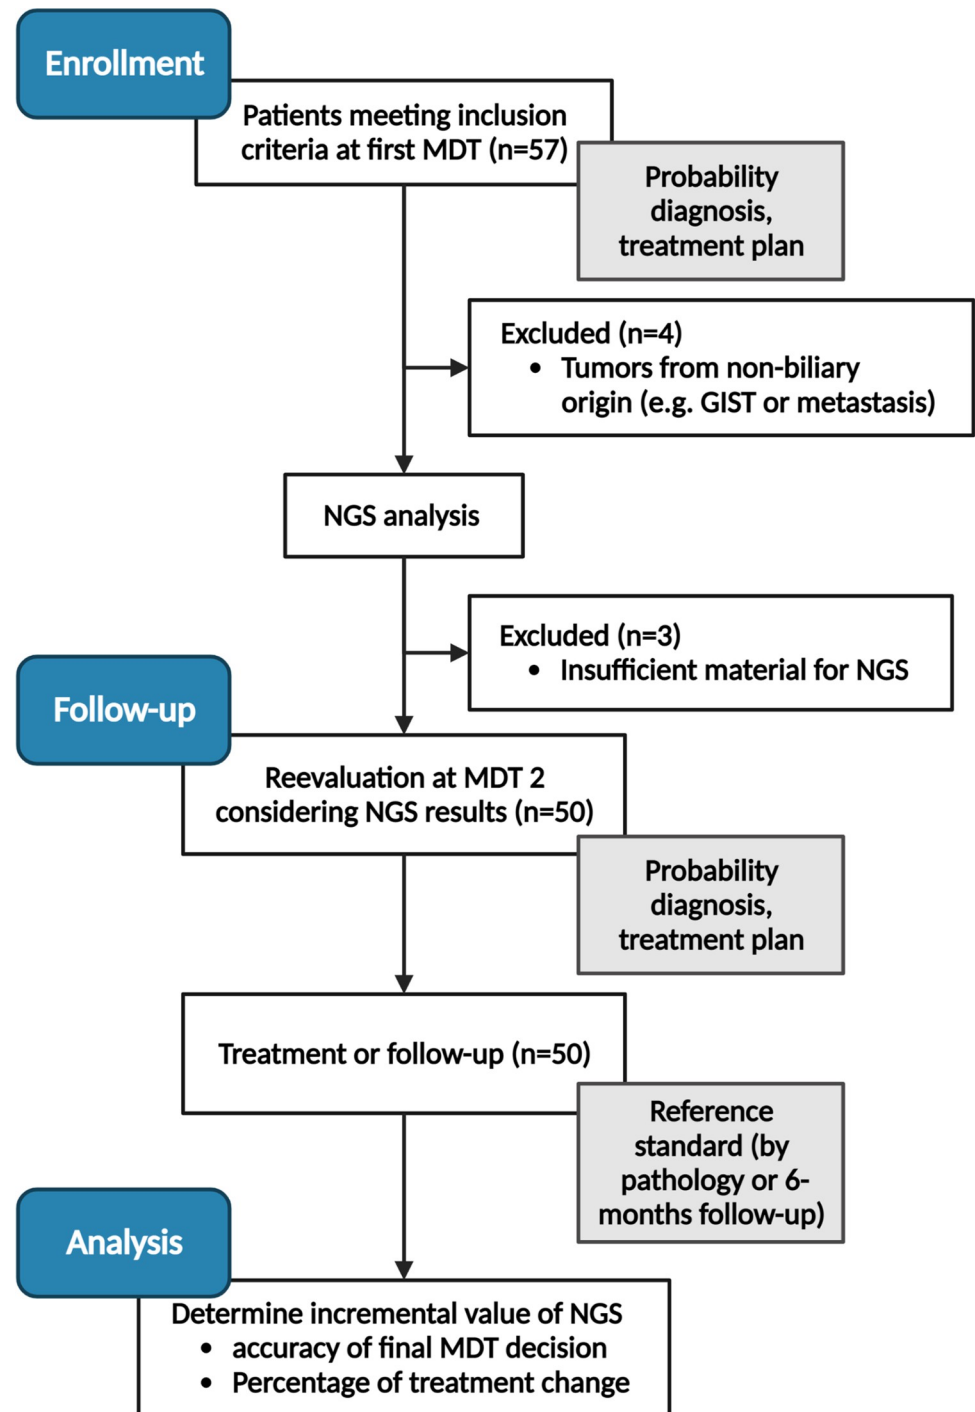 Enrollment
Patients meeting inclusion
criteria at first MDT (n=57)
Probability
diagnosis,
treatment plan
Excluded (n=4)
• Tumors from non-biliary
origin (e.g. GIST or metastasis)
NGS analysis
Excluded (n=3)
• Insufficient material for NGS
Follow-up
Reevaluation at MDT 2
considering NGS results (n=50)
Probability
diagnosis,
treatment plan
Treatment or follow-up (n=50)
Reference
standard (by
pathology or 6-
months follow-up)
Analysis
Determine incremental value of NGS
• accuracy of final MDT decision
• Percentage of treatment change